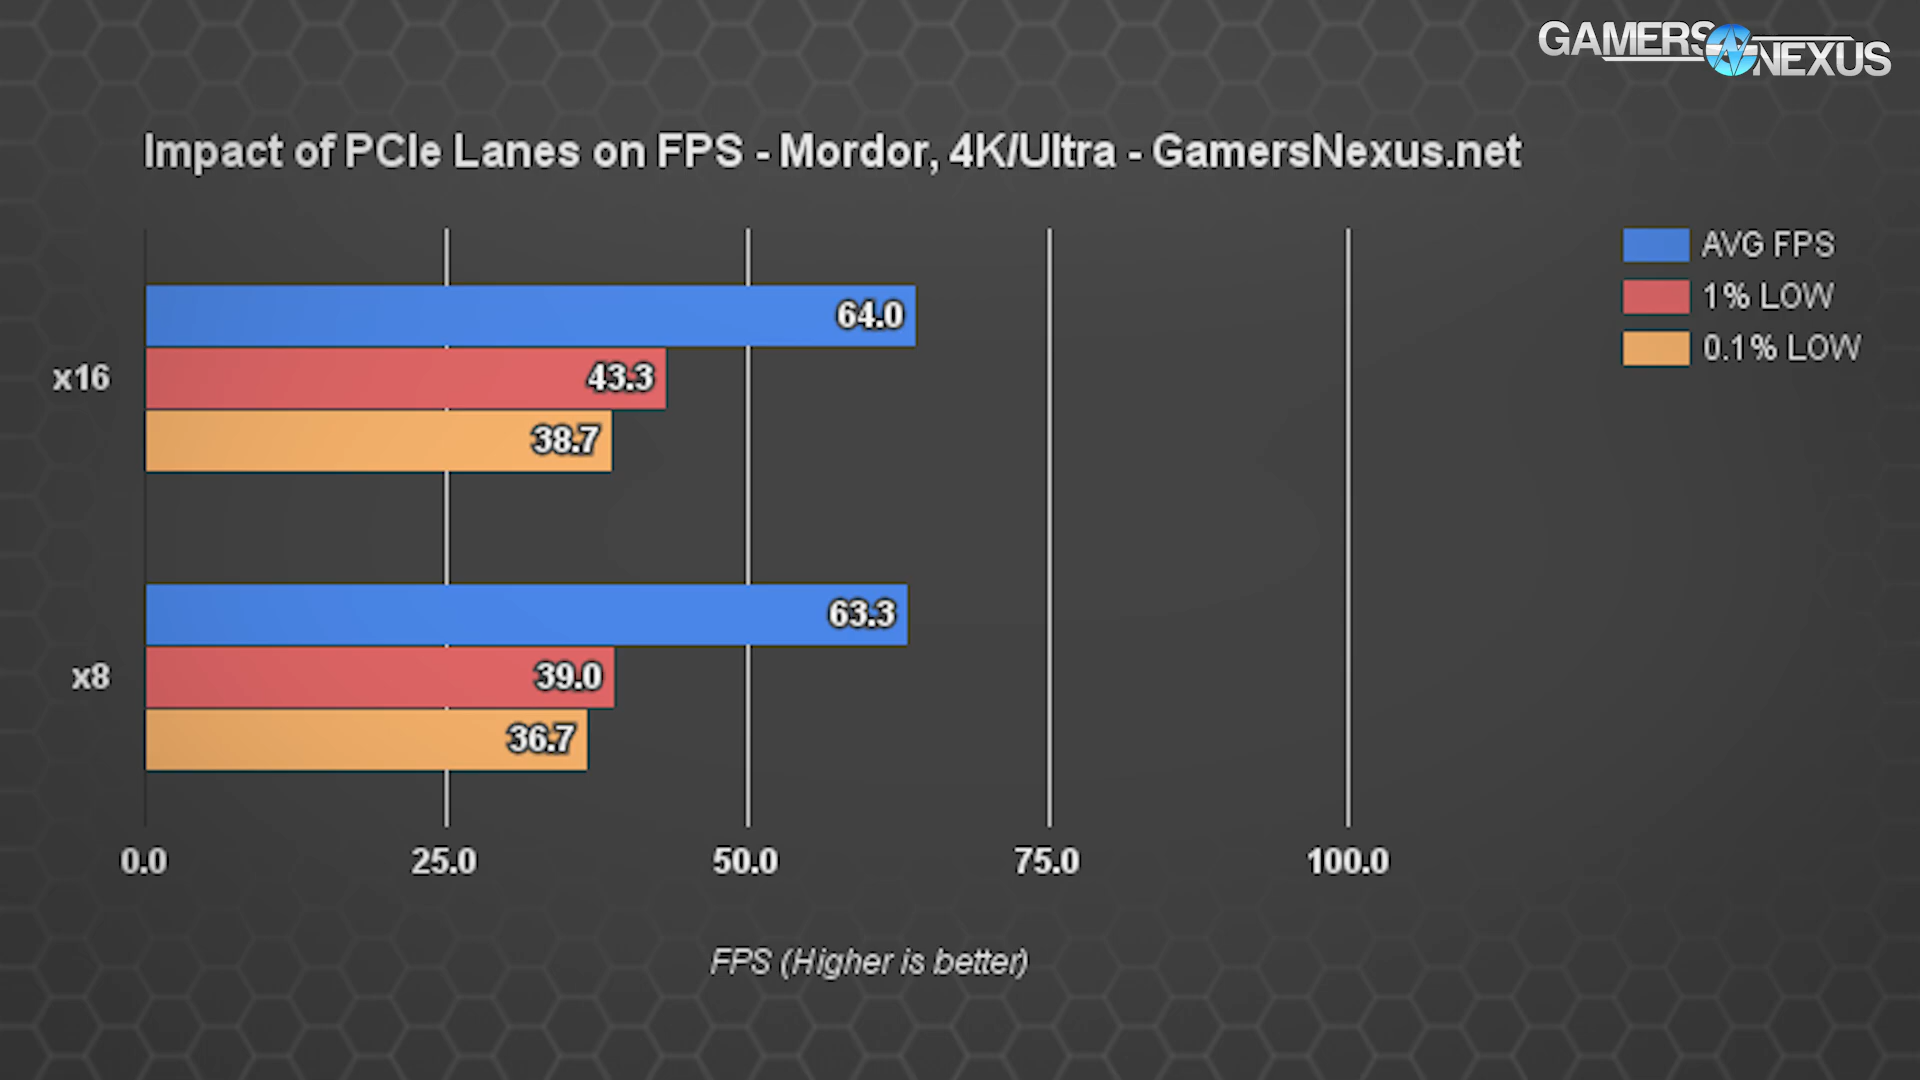 GAMERS NEXUS
Impact of PCIe Lanes on FPS - Mordor, 4K/Ultra - GamersNexus.net
AVG FPS
1% LOW
0.1% LOW
x16
64.0
43.3
38.7
x8
63.3
39.0
36.7
0.0 25.0 50.0 75.0 100.0
FPS (Higher is better)